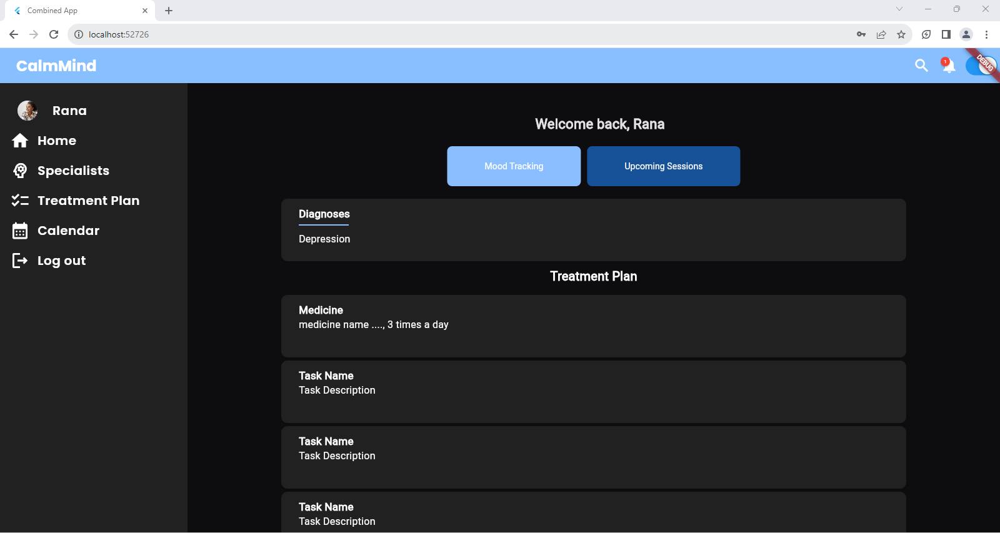 Combined App
localhost:52726
CalmMind
1
DEBUG
Rana
Home
Specialists
Treatment Plan
Calendar
Log out
Welcome back, Rana
Mood Tracking
Upcoming Sessions
Diagnoses
Depression
Treatment Plan
Medicine
medicine name ...., 3 times a day
Task Name
Task Description
Task Name
Task Description
Task Name
Task Description